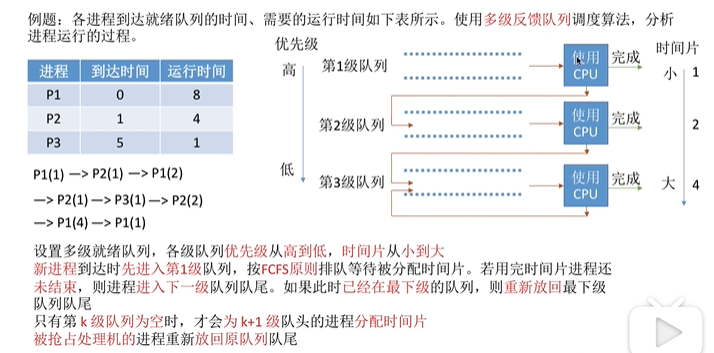 例题：各进程到达就绪队列的时间、需要的运行时间如下表所示。使用多级反馈队列调度算法，分析
进程运行的过程。
进程 到达时间 运行时间
P1 0 8
P2 1 4
P3 5 1
P1(1) —> P2(1) —> P1(2)
—> P2(1) —> P3(1) —> P2(2)
—> P1(4) —> P1(1)
优先级
高
低
第1级队列
使用
CPU
完成
第2级队列
使用
CPU
完成
第3级队列
使用
CPU
完成
时间片
小 1
2
大 4
设置多级就绪队列，各级队列优先级从高到低，时间片从小到大
新进程到达时先进入第1级队列，按FCFS原则排队等待被分配时间片。若用完时间片进程还
未结束，则进程进入下一级队列队尾。如果此时已经在最下级的队列，则重新放回最下级
队列队尾
只有第 k 级队列为空时，才会为 k+1 级队头的进程分配时间片
被抢占处理机的进程重新放回原队列队尾